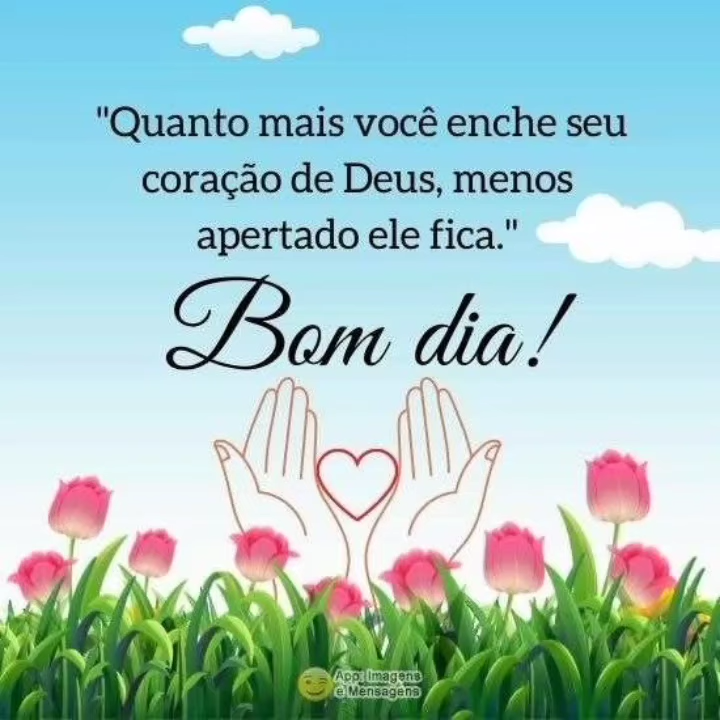 "Quanto mais você enche seu
coração de Deus, menos
apertado ele fica."
Bom dia!
App: Imagens
e Mensagens